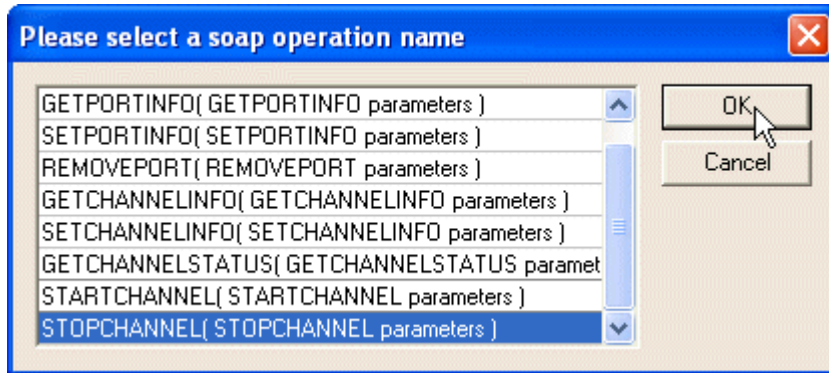 Please select a soap operation name
GETPORTINFO( GETPORTINFO parameters )
SETPORTINFO( SETPORTINFO parameters )
REMOVEPORT( REMOVEPORT parameters )
GETCHANNELINFO( GETCHANNELINFO parameters )
SETCHANNELINFO( SETCHANNELINFO parameters )
GETCHANNELSTATUS( GETCHANNELSTATUS paramet
STARTCHANNEL( STARTCHANNEL parameters )
STOPCHANNEL( STOPCHANNEL parameters )
OK
Cancel